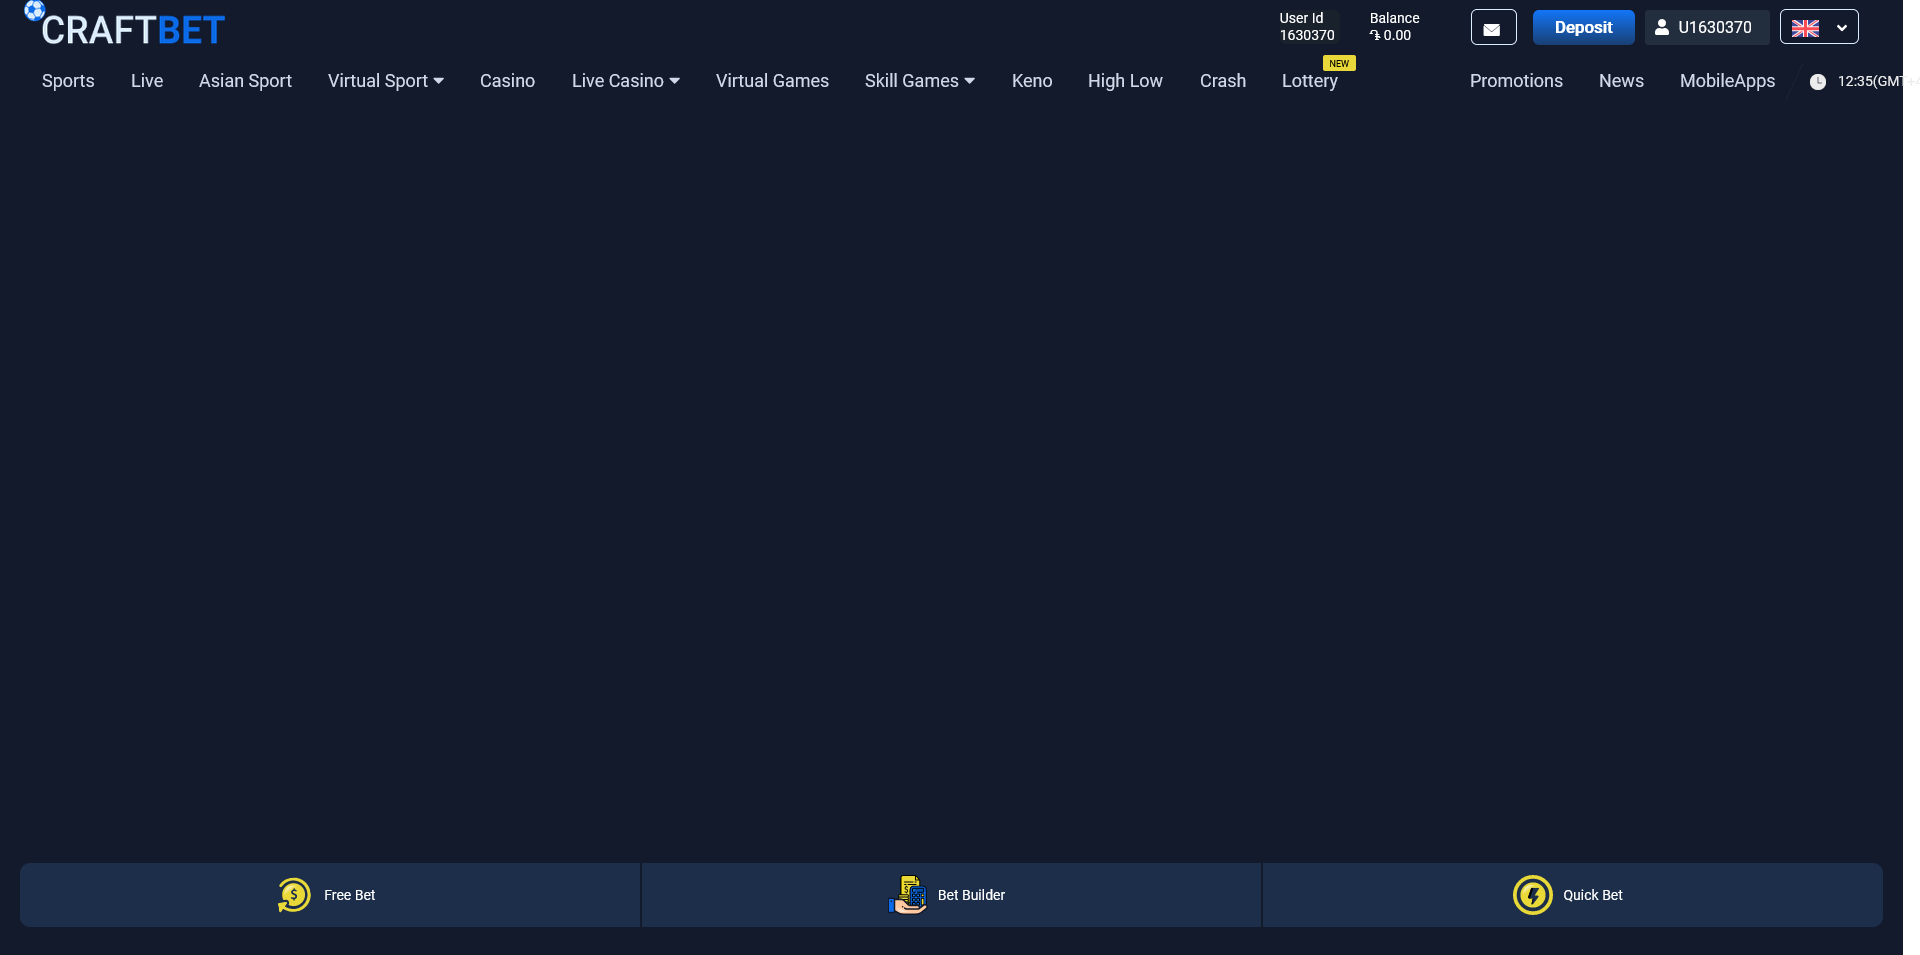 CRAFTBET
User Id
1630370
Balance
֏ 0.00
Deposit
U1630370
Sports
Live
Asian Sport
Virtual Sport
Casino
Live Casino
Virtual Games
Skill Games
Keno
High Low
Crash
Lottery
NEW
Promotions
News
MobileApps
12:35(GMT+4
Free Bet
Bet Builder
Quick Bet